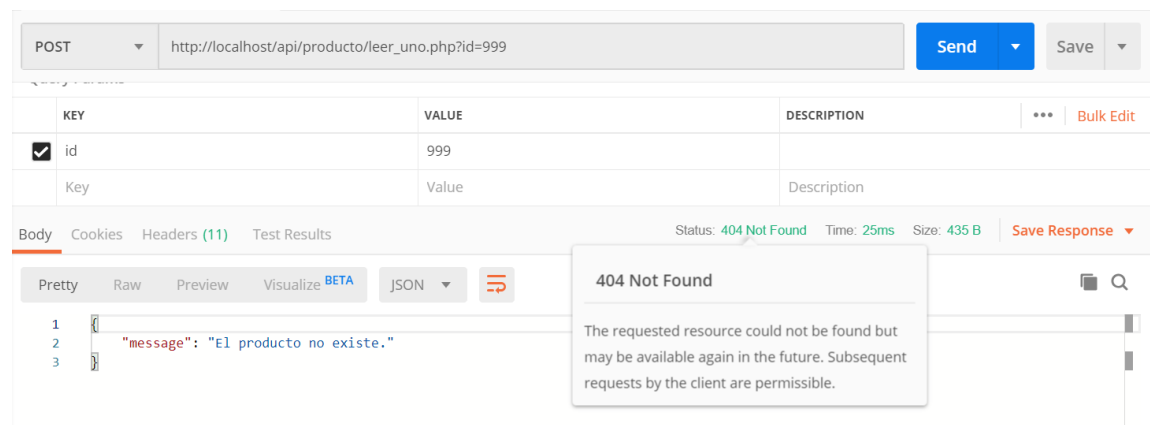 POST http://localhost/api/producto/leer_uno.php?id=999 Send Save
KEY VALUE DESCRIPTION ••• Bulk Edit
id 999
Key Value Description
Body Cookies Headers (11) Test Results Status: 404 Not Found Time: 25ms Size: 435 B Save Response
Pretty Raw Preview Visualize BETA JSON
404 Not Found
The requested resource could not be found but
may be available again in the future. Subsequent
requests by the client are permissible.
1 {
2 "message": "El producto no existe."
3 }